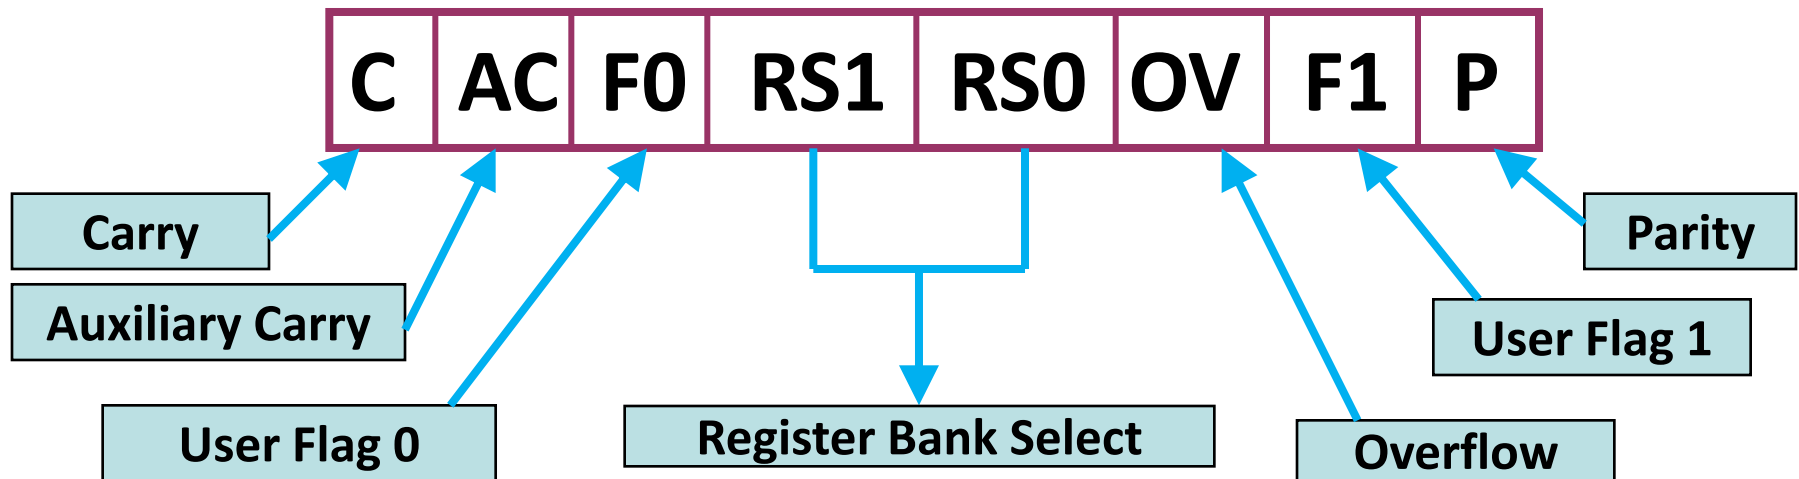 C AC F0 RS1 RS0 OV F1 P
Carry
Parity
Auxiliary Carry
User Flag 1
User Flag 0
Register Bank Select
Overflow